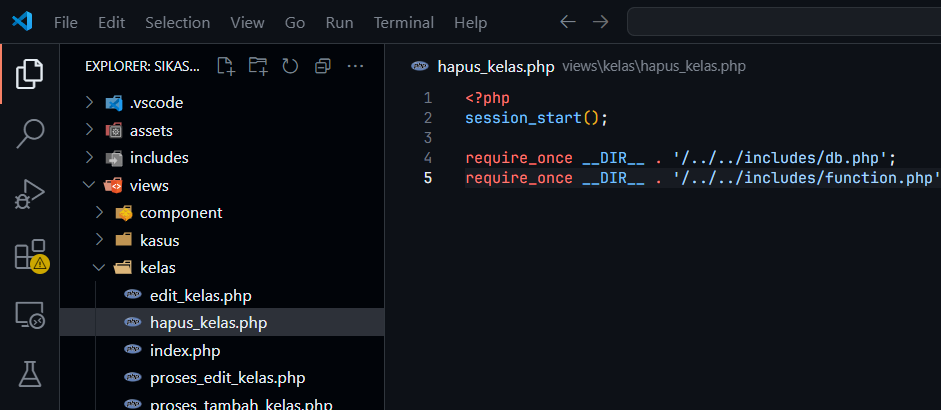 File Edit Selection View Go Run Terminal Help
EXPLORER: SIKAS...
.vscode
assets
includes
views
component
kasus
kelas
edit_kelas.php
hapus_kelas.php
index.php
proses_edit_kelas.php
proses_tambah_kelas.php
hapus_kelas.php views\kelas\hapus_kelas.php
1 <?php
2 session_start();
3
4 require_once __DIR__ . '/../../includes/db.php';
5 require_once __DIR__ . '/../../includes/function.php'